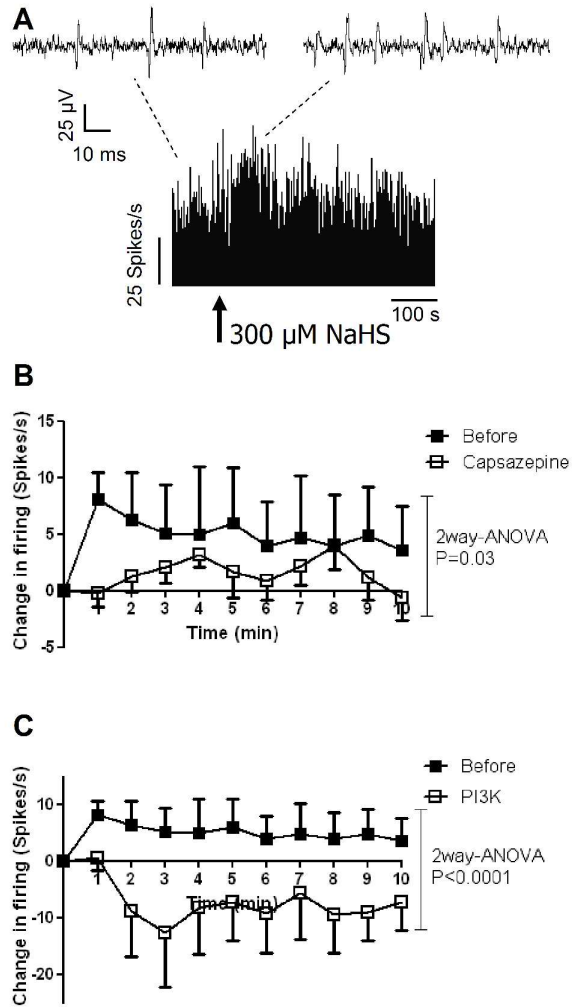 A
25 µV
10 ms
25 Spikes/s
100 s
300 µM NaHS
B
Change in firing (Spikes/s)
15
10
5
0
-5
1 2 3 4 5 6 7 8 9 10
Time (min)
Before
Capsazepine
2way-ANOVA
P=0.03
C
Change in firing (Spikes/s)
10
0
-10
-20
1 2 3 4 5 6 7 8 9 10
Time (min)
Before
PI3K
2way-ANOVA
P<0.0001